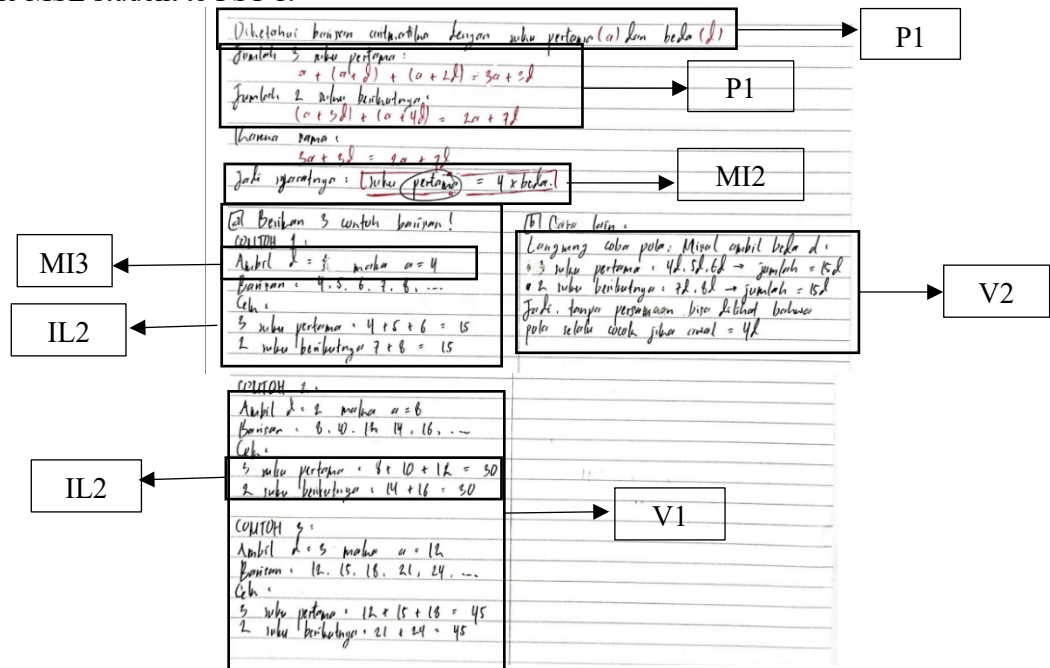 P1
Diketahui barisan aritmatika dengan suku pertama (a) dan beda (d)
Jumlah 3 suku pertama:
a + (a+d) + (a + 2d) = 3a + 3d
P1
Jumlah 2 suku berikutnya:
(a + 3d) + (a + 4d) = 2a + 7d
Karena sama:
3a + 3d = 2a + 7d
Jadi syaratnya: suku pertama = 4 x beda.
MI2
a Berikan 3 contoh barisan!
CONTOH 1:
Ambil d = maka a = 4
MI3
Barisan: 4, 5, 6, 7, 8, ...
Cek:
IL2
3 suku pertama: 4 + 5 + 6 = 15
2 suku berikutnya 7 + 8 = 15
b Cara lain:
Langsung coba pola: Misal ambil beda d:
3 suku pertama: 4d, 5d, 6d → jumlah = 15d
2 suku berikutnya: 7d, 8d → jumlah = 15d
Jadi, tanpa persamaan bisa dilihat bahwa
pola selalu cocok jika awal = 4d
V2
CONTOH 2:
Ambil d = 2 maka a = 8
Barisan: 8, 10, 12, 14, 16, ...
Cek:
3 suku pertama: 8 + 10 + 12 = 30
2 suku berikutnya: 14 + 16 = 30
IL2
V1
CONTOH 3:
Ambil d = 3 maka a = 12
Barisan: 12, 15, 18, 21, 24, ...
Cek:
3 suku pertama: 12 + 15 + 18 = 45
2 suku berikutnya: 21 + 24 = 45